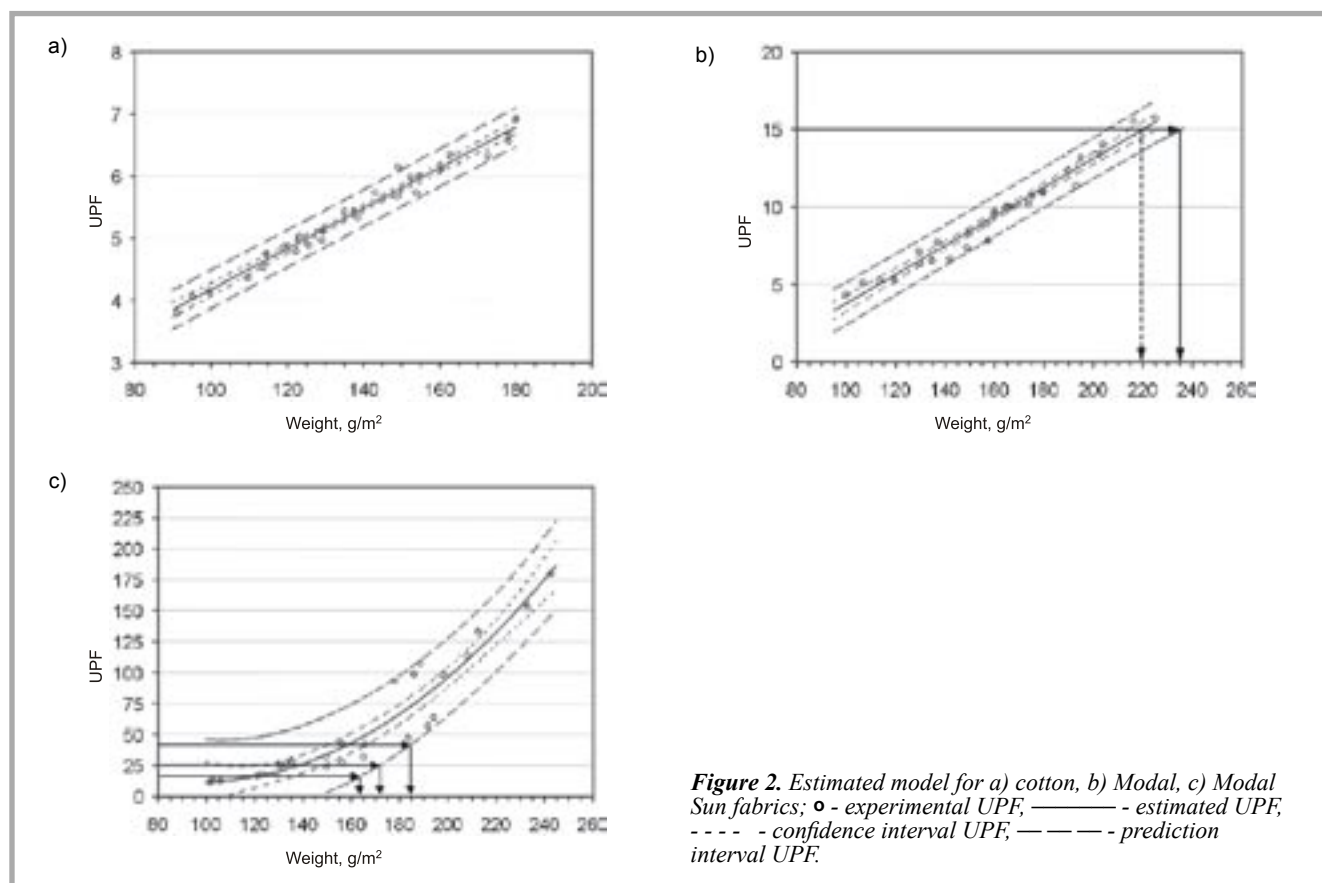 a)
8
7
6
5
4
3
UPF
80 100 120 140 160 180 200
Weight, g/m²
b)
20
15
10
5
0
UPF
80 100 120 140 160 180 200 220 240 260
Weight, g/m²
c)
250
225
200
175
150
125
100
75
50
25
0
UPF
80 100 120 140 160 180 200 220 240 260
Weight, g/m²
Figure 2. Estimated model for a) cotton, b) Modal, c) Modal
Sun fabrics; o - experimental UPF, ——— - estimated UPF,
- - - - - confidence interval UPF, — — — - prediction
interval UPF.